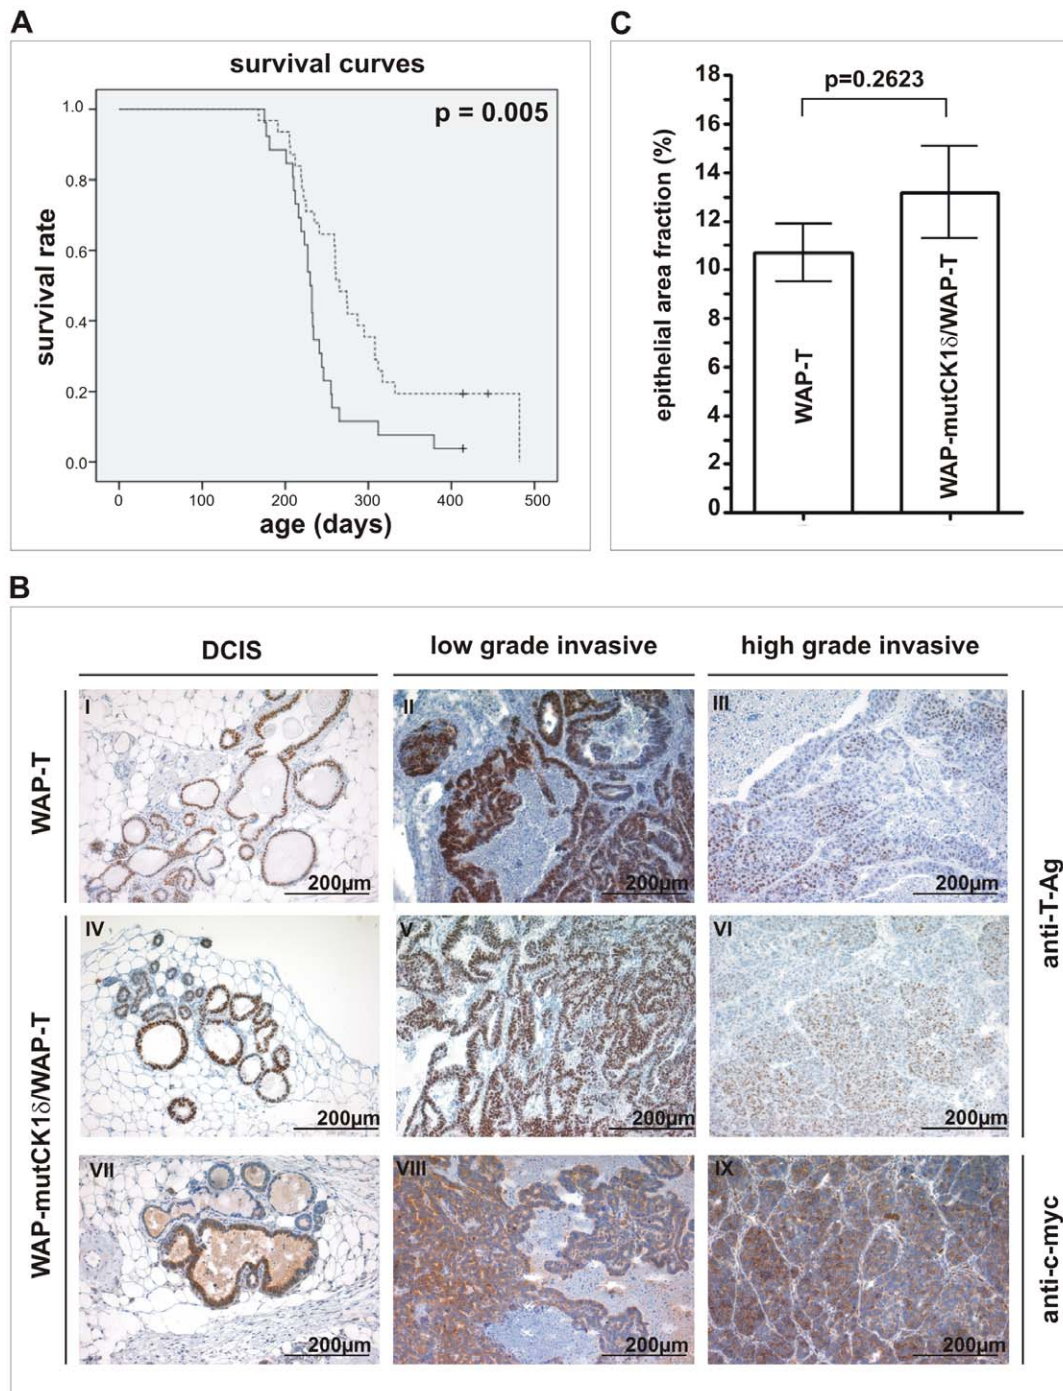 A
survival curves
p = 0.005
survival rate
1.0
0.8
0.6
0.4
0.2
0.0
0 100 200 300 400 500
age (days)
C
p=0.2623
epithelial area fraction (%)
18
16
14
12
10
8
6
4
2
0
WAP-T
WAP-mutCK1δ/WAP-T
B
DCIS low grade invasive high grade invasive
WAP-T
I II III
200µm 200µm 200µm
anti-T-Ag
WAP-mutCK1δ/WAP-T
IV V VI
200µm 200µm 200µm
VII VIII IX
200µm 200µm 200µm
anti-c-myc